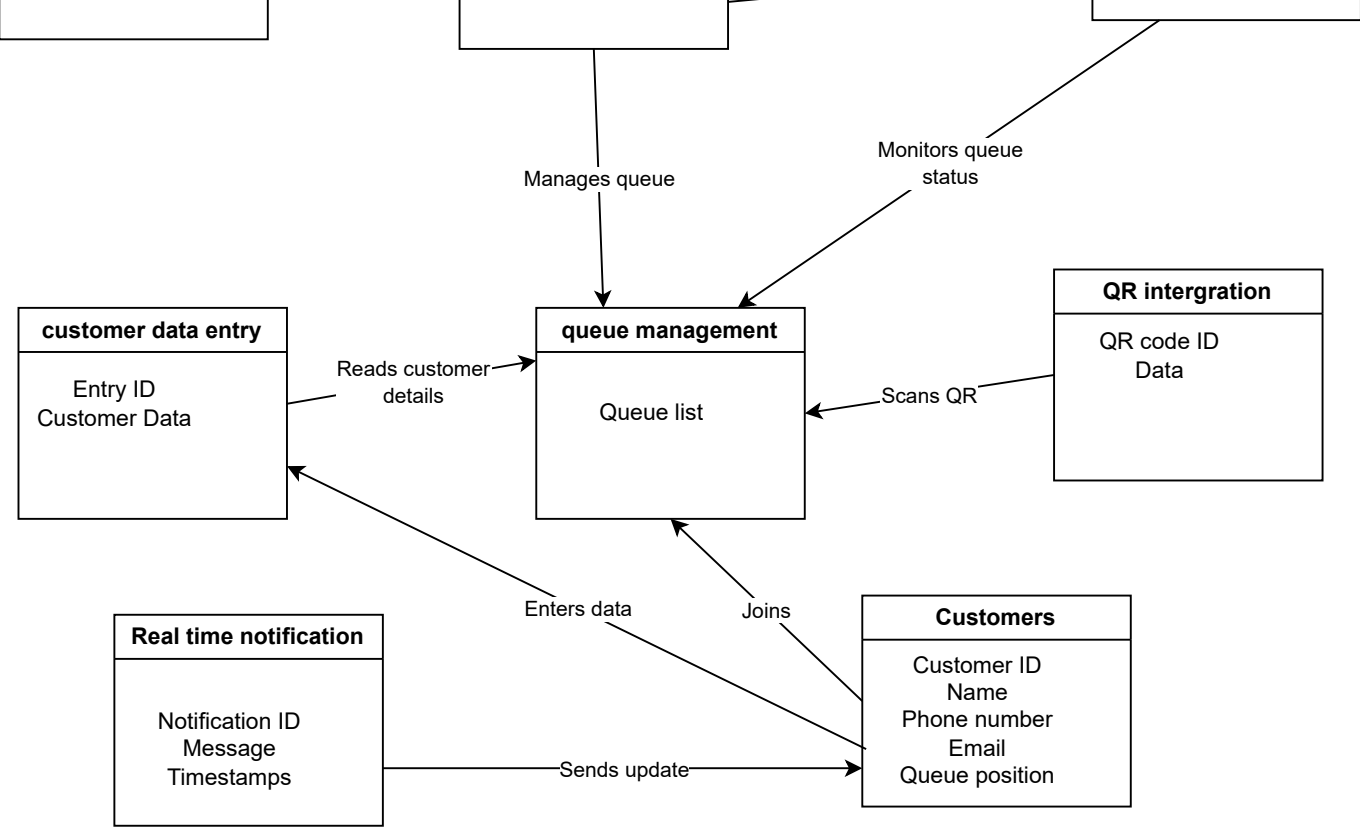 Manages queue
Monitors queue
status
customer data entry
Entry ID
Customer Data
Reads customer
details
queue management
Queue list
QR intergration
QR code ID
Data
Scans QR
Enters data
Joins
Real time notification
Notification ID
Message
Timestamps
Sends update
Customers
Customer ID
Name
Phone number
Email
Queue position